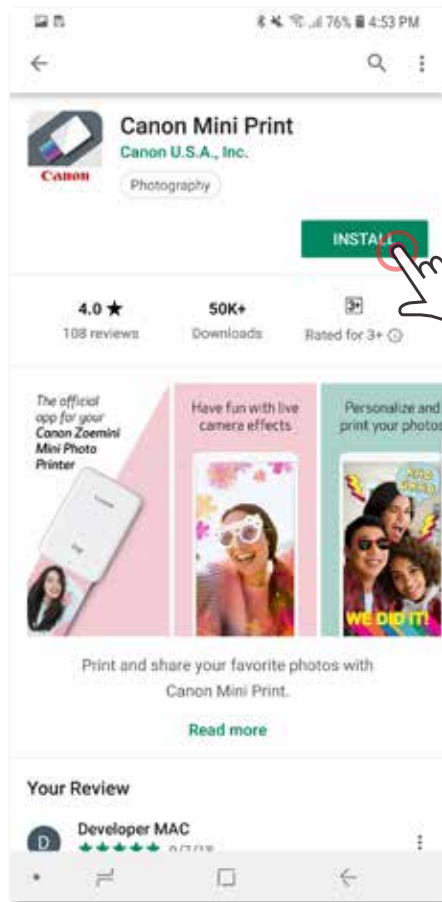 76% 4:53 PM
Canon Mini Print
Canon U.S.A., Inc.
Canon
Photography
INSTALL
4.0 ★
50K+
3+
108 reviews
Downloads
Rated for 3+
The official
app for your
Canon Zoemini
Mini Photo
Printer
Have fun with live
camera effects
Personalize and
print your photos
WE DID IT!
Print and share your favorite photos with
Canon Mini Print.
Read more
Your Review
D
Developer MAC